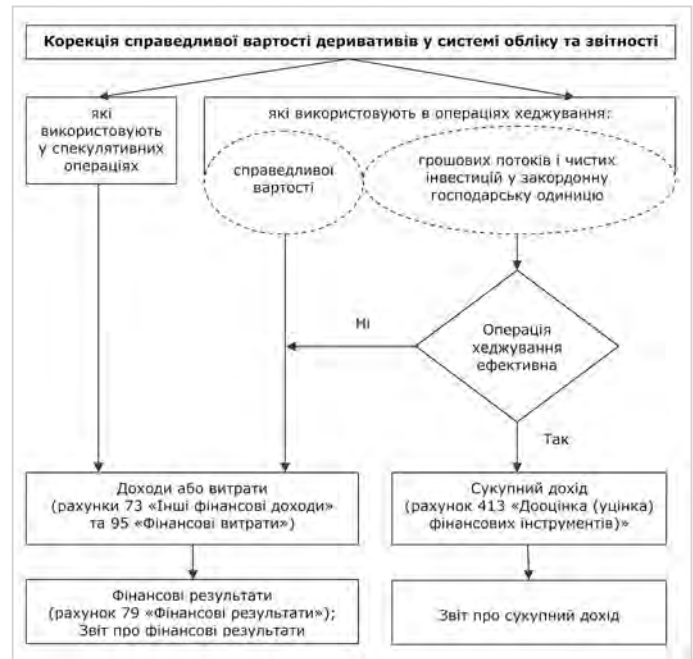 Корекція справедливої вартості деривативів у системі обліку та звітності
які
використовують
у спекулятивних
операціях
які використовують в операціях хеджування:
справедливої
вартості
грошових потоків і чистих
інвестицій у закордонну
господарську одиницю
Ні
Операція
хеджування
ефективна
Так
Доходи або витрати
(рахунки 73 «Інші фінансові доходи»
та 95 «Фінансові витрати»)
Сукупний дохід
(рахунок 413 «Дооцінка (уцінка)
фінансових інструментів)»
Фінансові результати
(рахунок 79 «Фінансові результати»);
Звіт про фінансові результати
Звіт про сукупний дохід